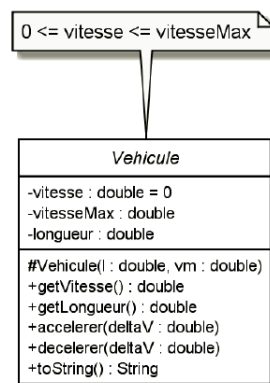 0 <= vitesse <= vitesseMax
Vehicule
-vitesse : double = 0
-vitesseMax : double
-longueur : double
#Vehicule(l : double, vm : double)
+getVitesse() : double
+getLongueur() : double
+accelerer(deltaV : double)
+decelerer(deltaV : double)
+toString() : String